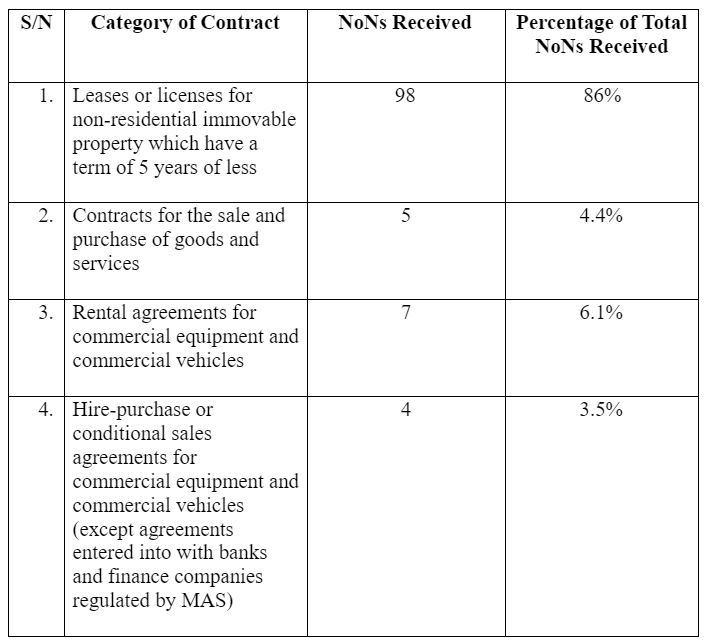 S/N Category of Contract NoNs Received Percentage of Total
NoNs Received
1. Leases or licenses for 98 86%
non-residential immovable
property which have a
term of 5 years of less
2. Contracts for the sale and 5 4.4%
purchase of goods and
services
3. Rental agreements for 7 6.1%
commercial equipment and
commercial vehicles
4. Hire-purchase or 4 3.5%
conditional sales
agreements for
commercial equipment and
commercial vehicles
(except agreements
entered into with banks
and finance companies
regulated by MAS)